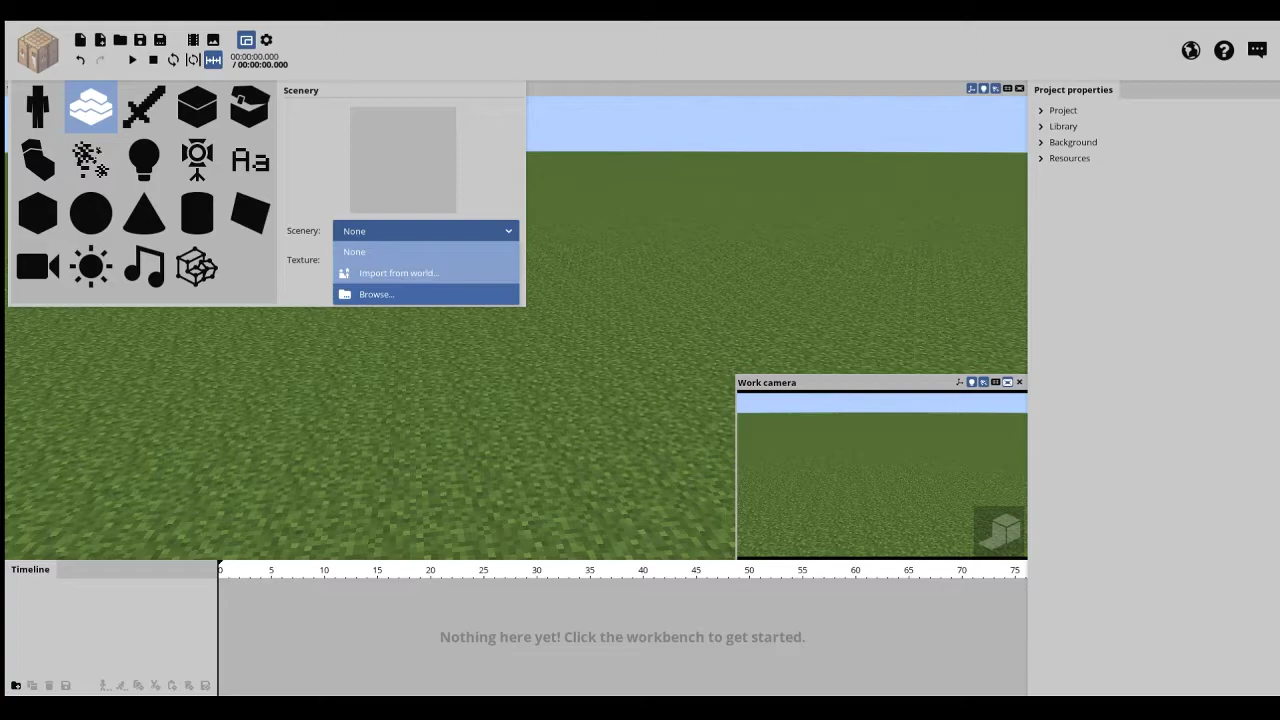 00:00:00.000
/ 00:00:00.000
Scenery
Project properties
Project
Library
Background
Resources
Aa
Scenery:
None
Texture:
None
Import from world...
Browse...
Work camera
Timeline
0 5 10 15 20 25 30 35 40 45 50 55 60 65 70 75
Nothing here yet! Click the workbench to get started.